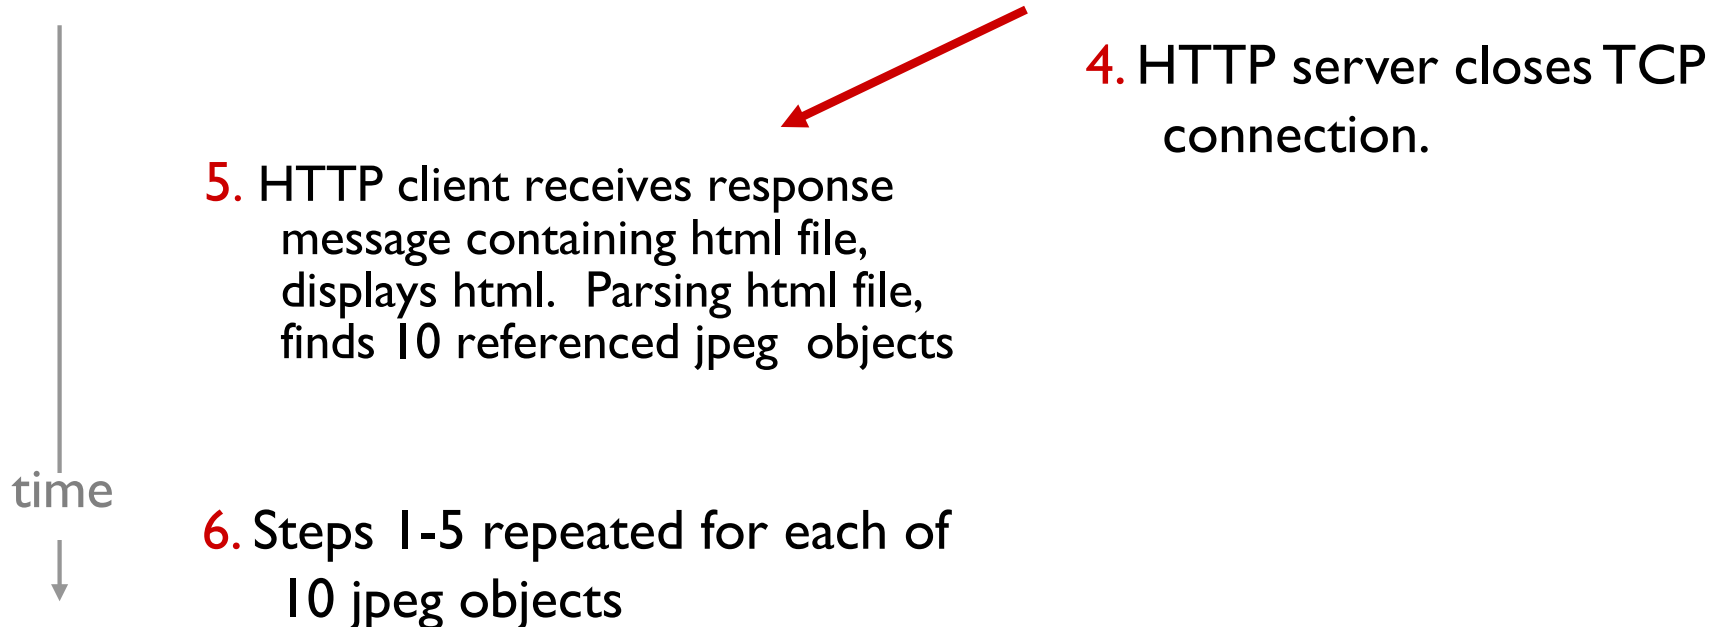 4. HTTP server closes TCP
connection.
5. HTTP client receives response
message containing html file,
displays html.  Parsing html file,
finds 10 referenced jpeg  objects
time
6. Steps 1-5 repeated for each of
10 jpeg objects